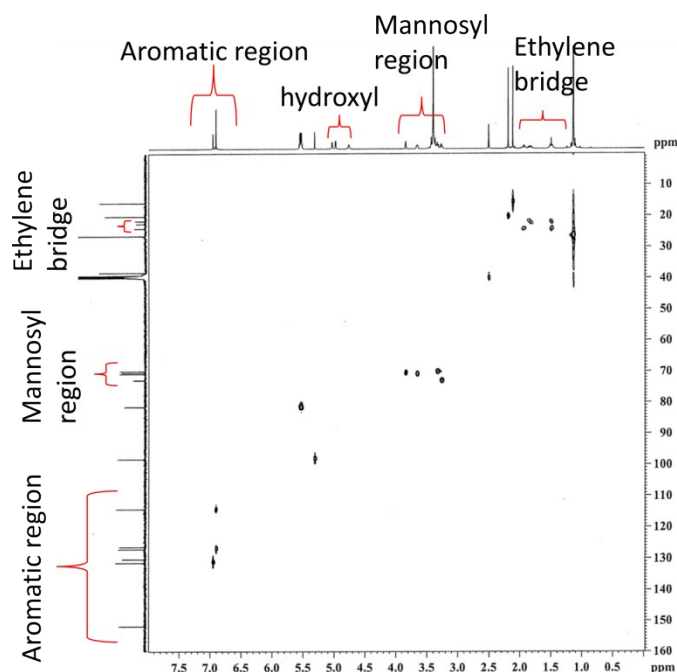 Aromatic region
hydroxyl
Mannosyl
region
Ethylene
bridge
ppm
Ethylene
bridge
Mannosyl
region
Aromatic region
10
20
30
40
50
60
70
80
90
100
110
120
130
140
150
160
7.5 7.0 6.5 6.0 5.5 5.0 4.5 4.0 3.5 3.0 2.5 2.0 1.5 1.0 0.5 ppm